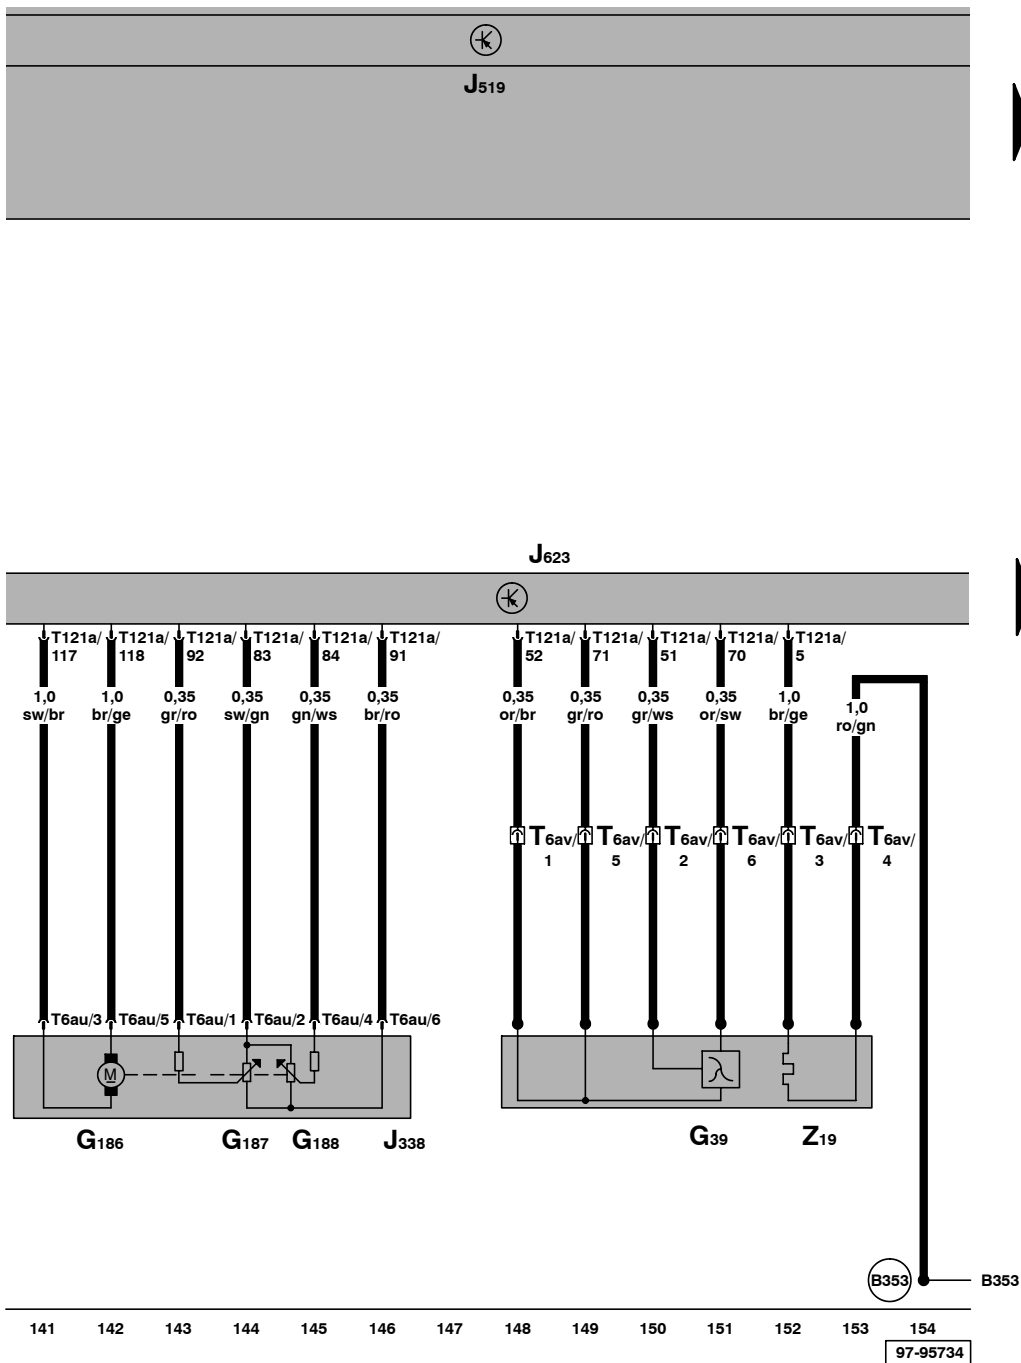 J519
J623
T121a/ T121a/ T121a/ T121a/ T121a/ T121a/ T121a/ T121a/ T121a/ T121a/ T121a/
117 118 92 83 84 91 52 71 51 70 5
1,0 1,0 0,35 0,35 0,35 0,35 0,35 0,35 0,35 0,35 1,0 1,0
sw/br br/ge gr/ro sw/gn gn/ws br/ro or/br gr/ro gr/ws or/sw br/ge ro/gn
T6av/ T6av/ T6av/ T6av/ T6av/ T6av/
1 5 2 6 3 4
T6au/3 T6au/5 T6au/1 T6au/2 T6au/4 T6au/6
M
G186 G187 G188 J338 G39 Z19
B353 B353
141 142 143 144 145 146 147 148 149 150 151 152 153 154
97-95734